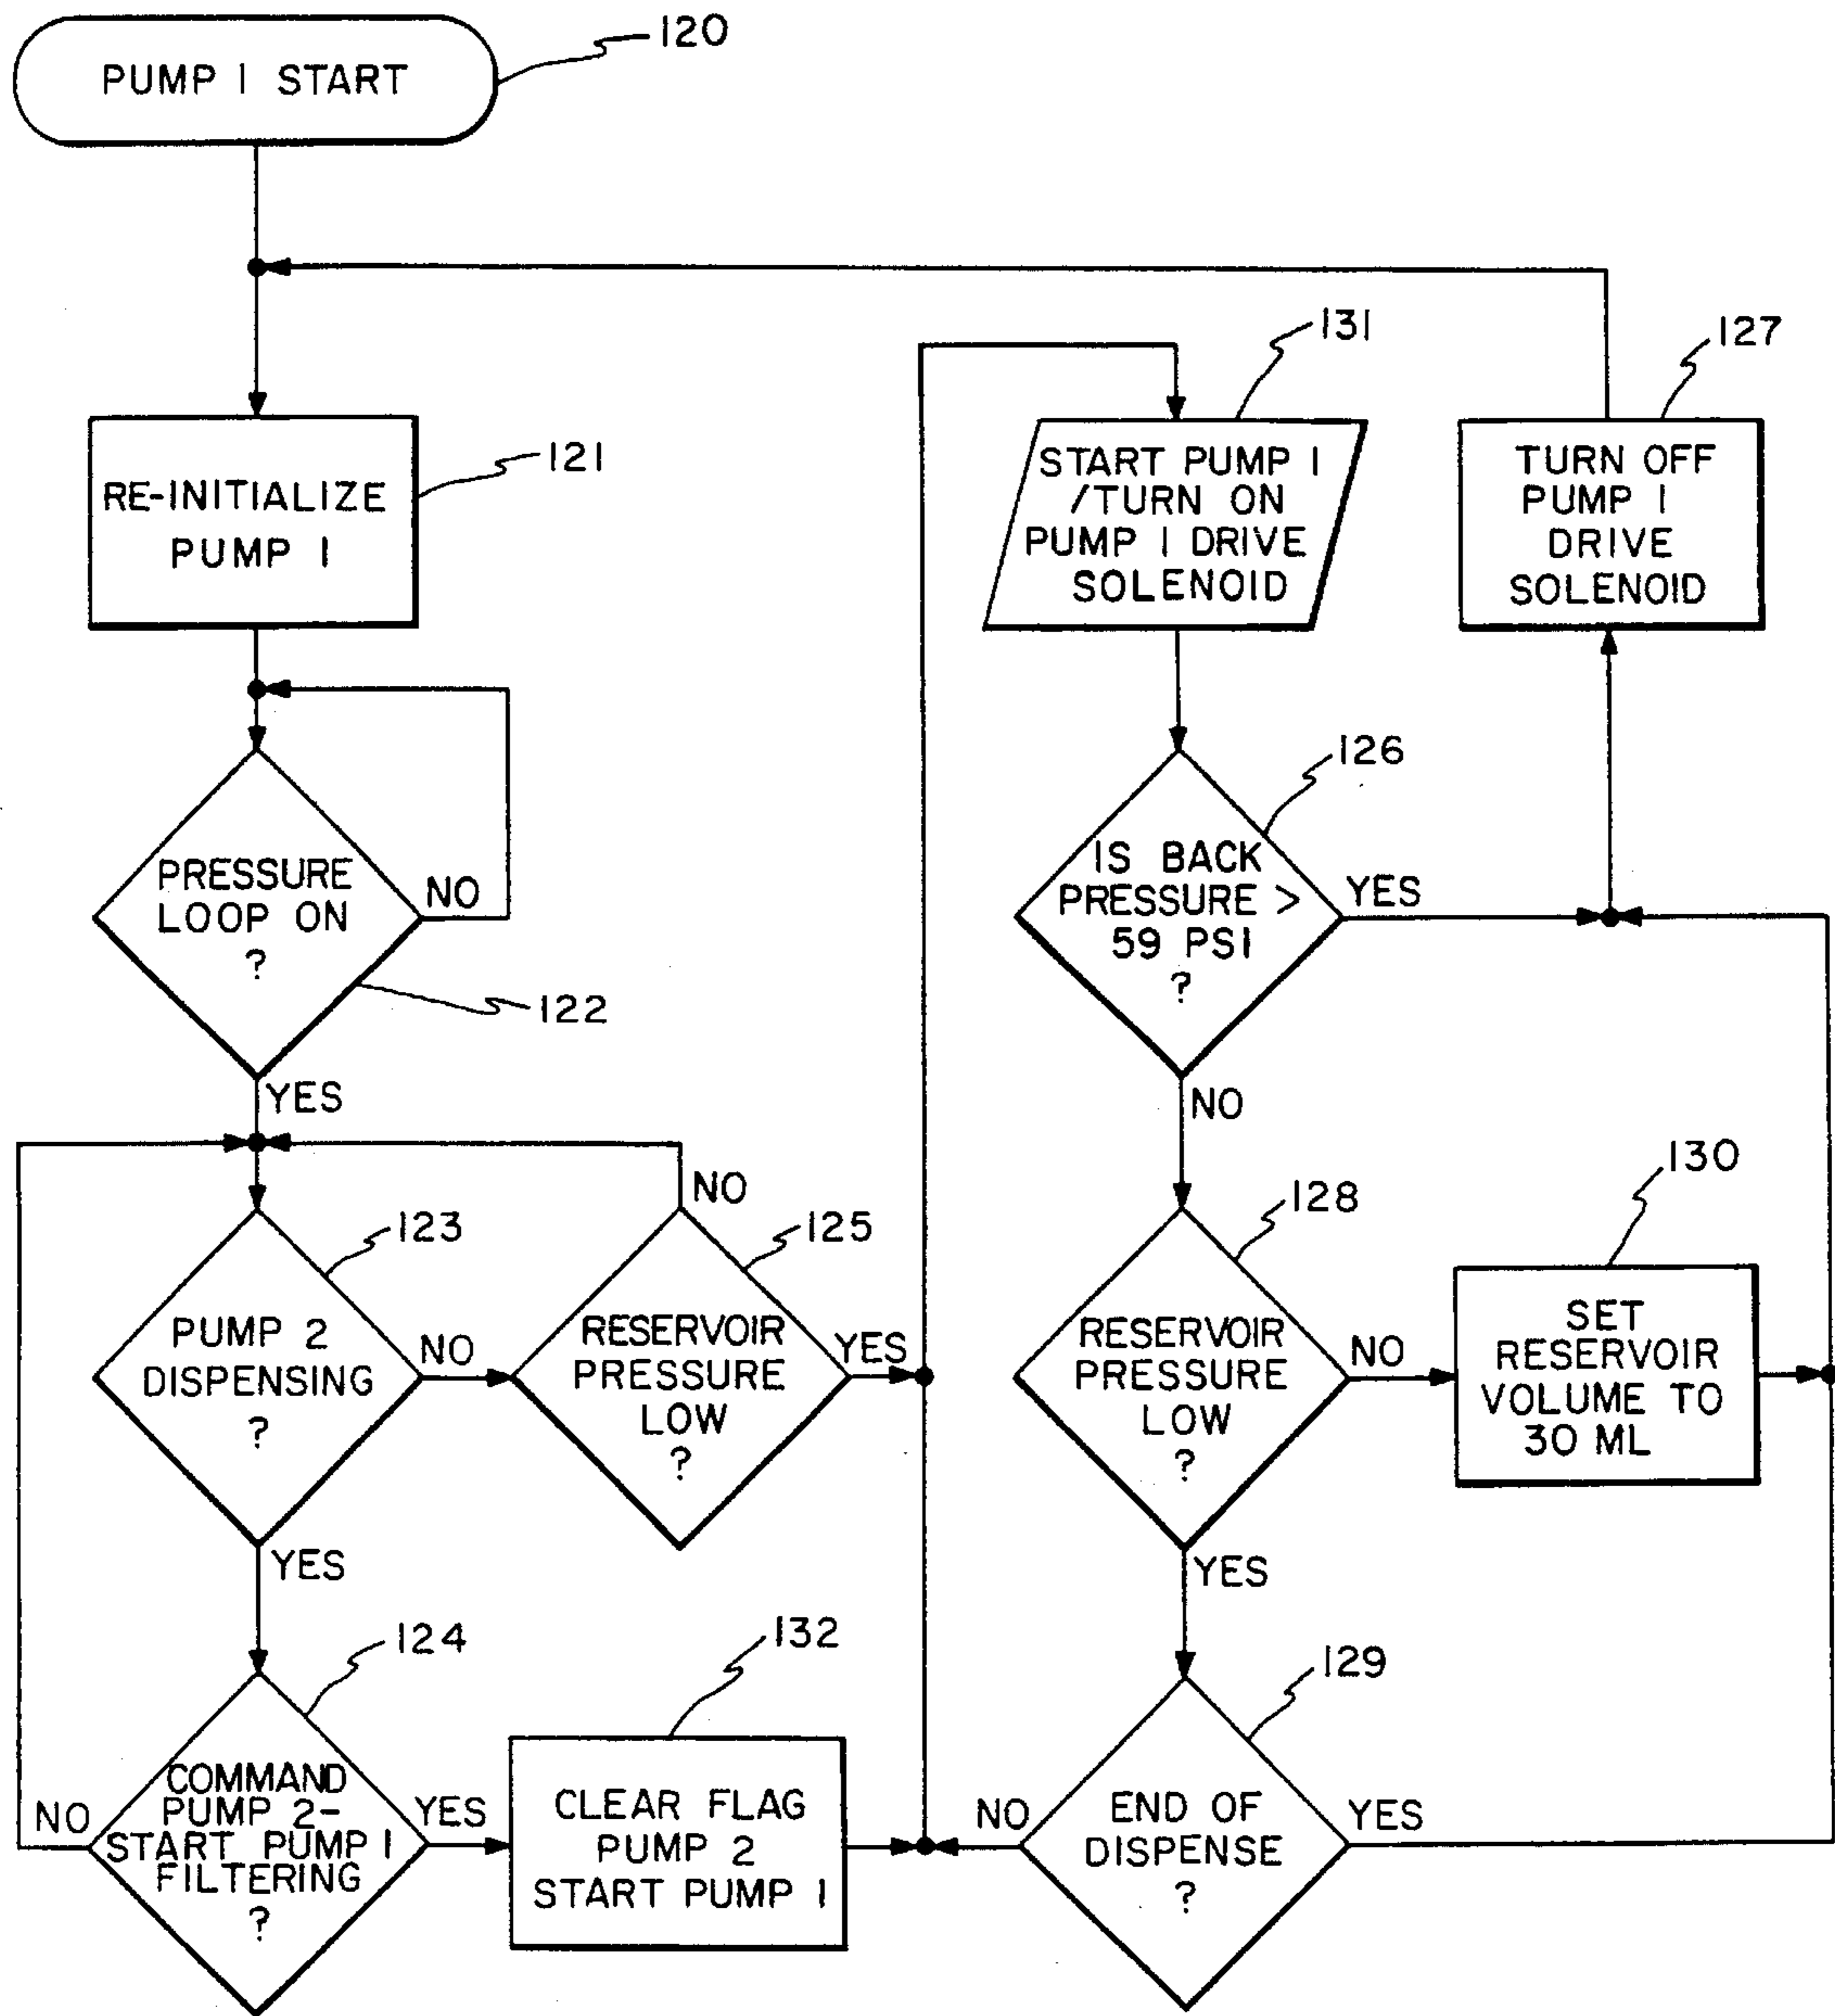 120
PUMP 1 START
131
127
121
RE-INITIALIZE
PUMP 1
START PUMP 1
/TURN ON
PUMP 1 DRIVE
SOLENOID
TURN OFF
PUMP 1
DRIVE
SOLENOID
126
PRESSURE
LOOP ON
?
NO
122
YES
IS BACK
PRESSURE >
59 PSI
?
YES
NO
123
125
NO
128
130
PUMP 2
DISPENSING
?
NO
YES
RESERVOIR
PRESSURE
LOW
?
YES
RESERVOIR
PRESSURE
LOW
?
NO
YES
SET
RESERVOIR
VOLUME TO
30 ML
124
132
129
COMMAND
PUMP 2-
START PUMP 1
FILTERING
?
NO
YES
CLEAR FLAG
PUMP 2
START PUMP 1
NO
END OF
DISPENSE
?
YES